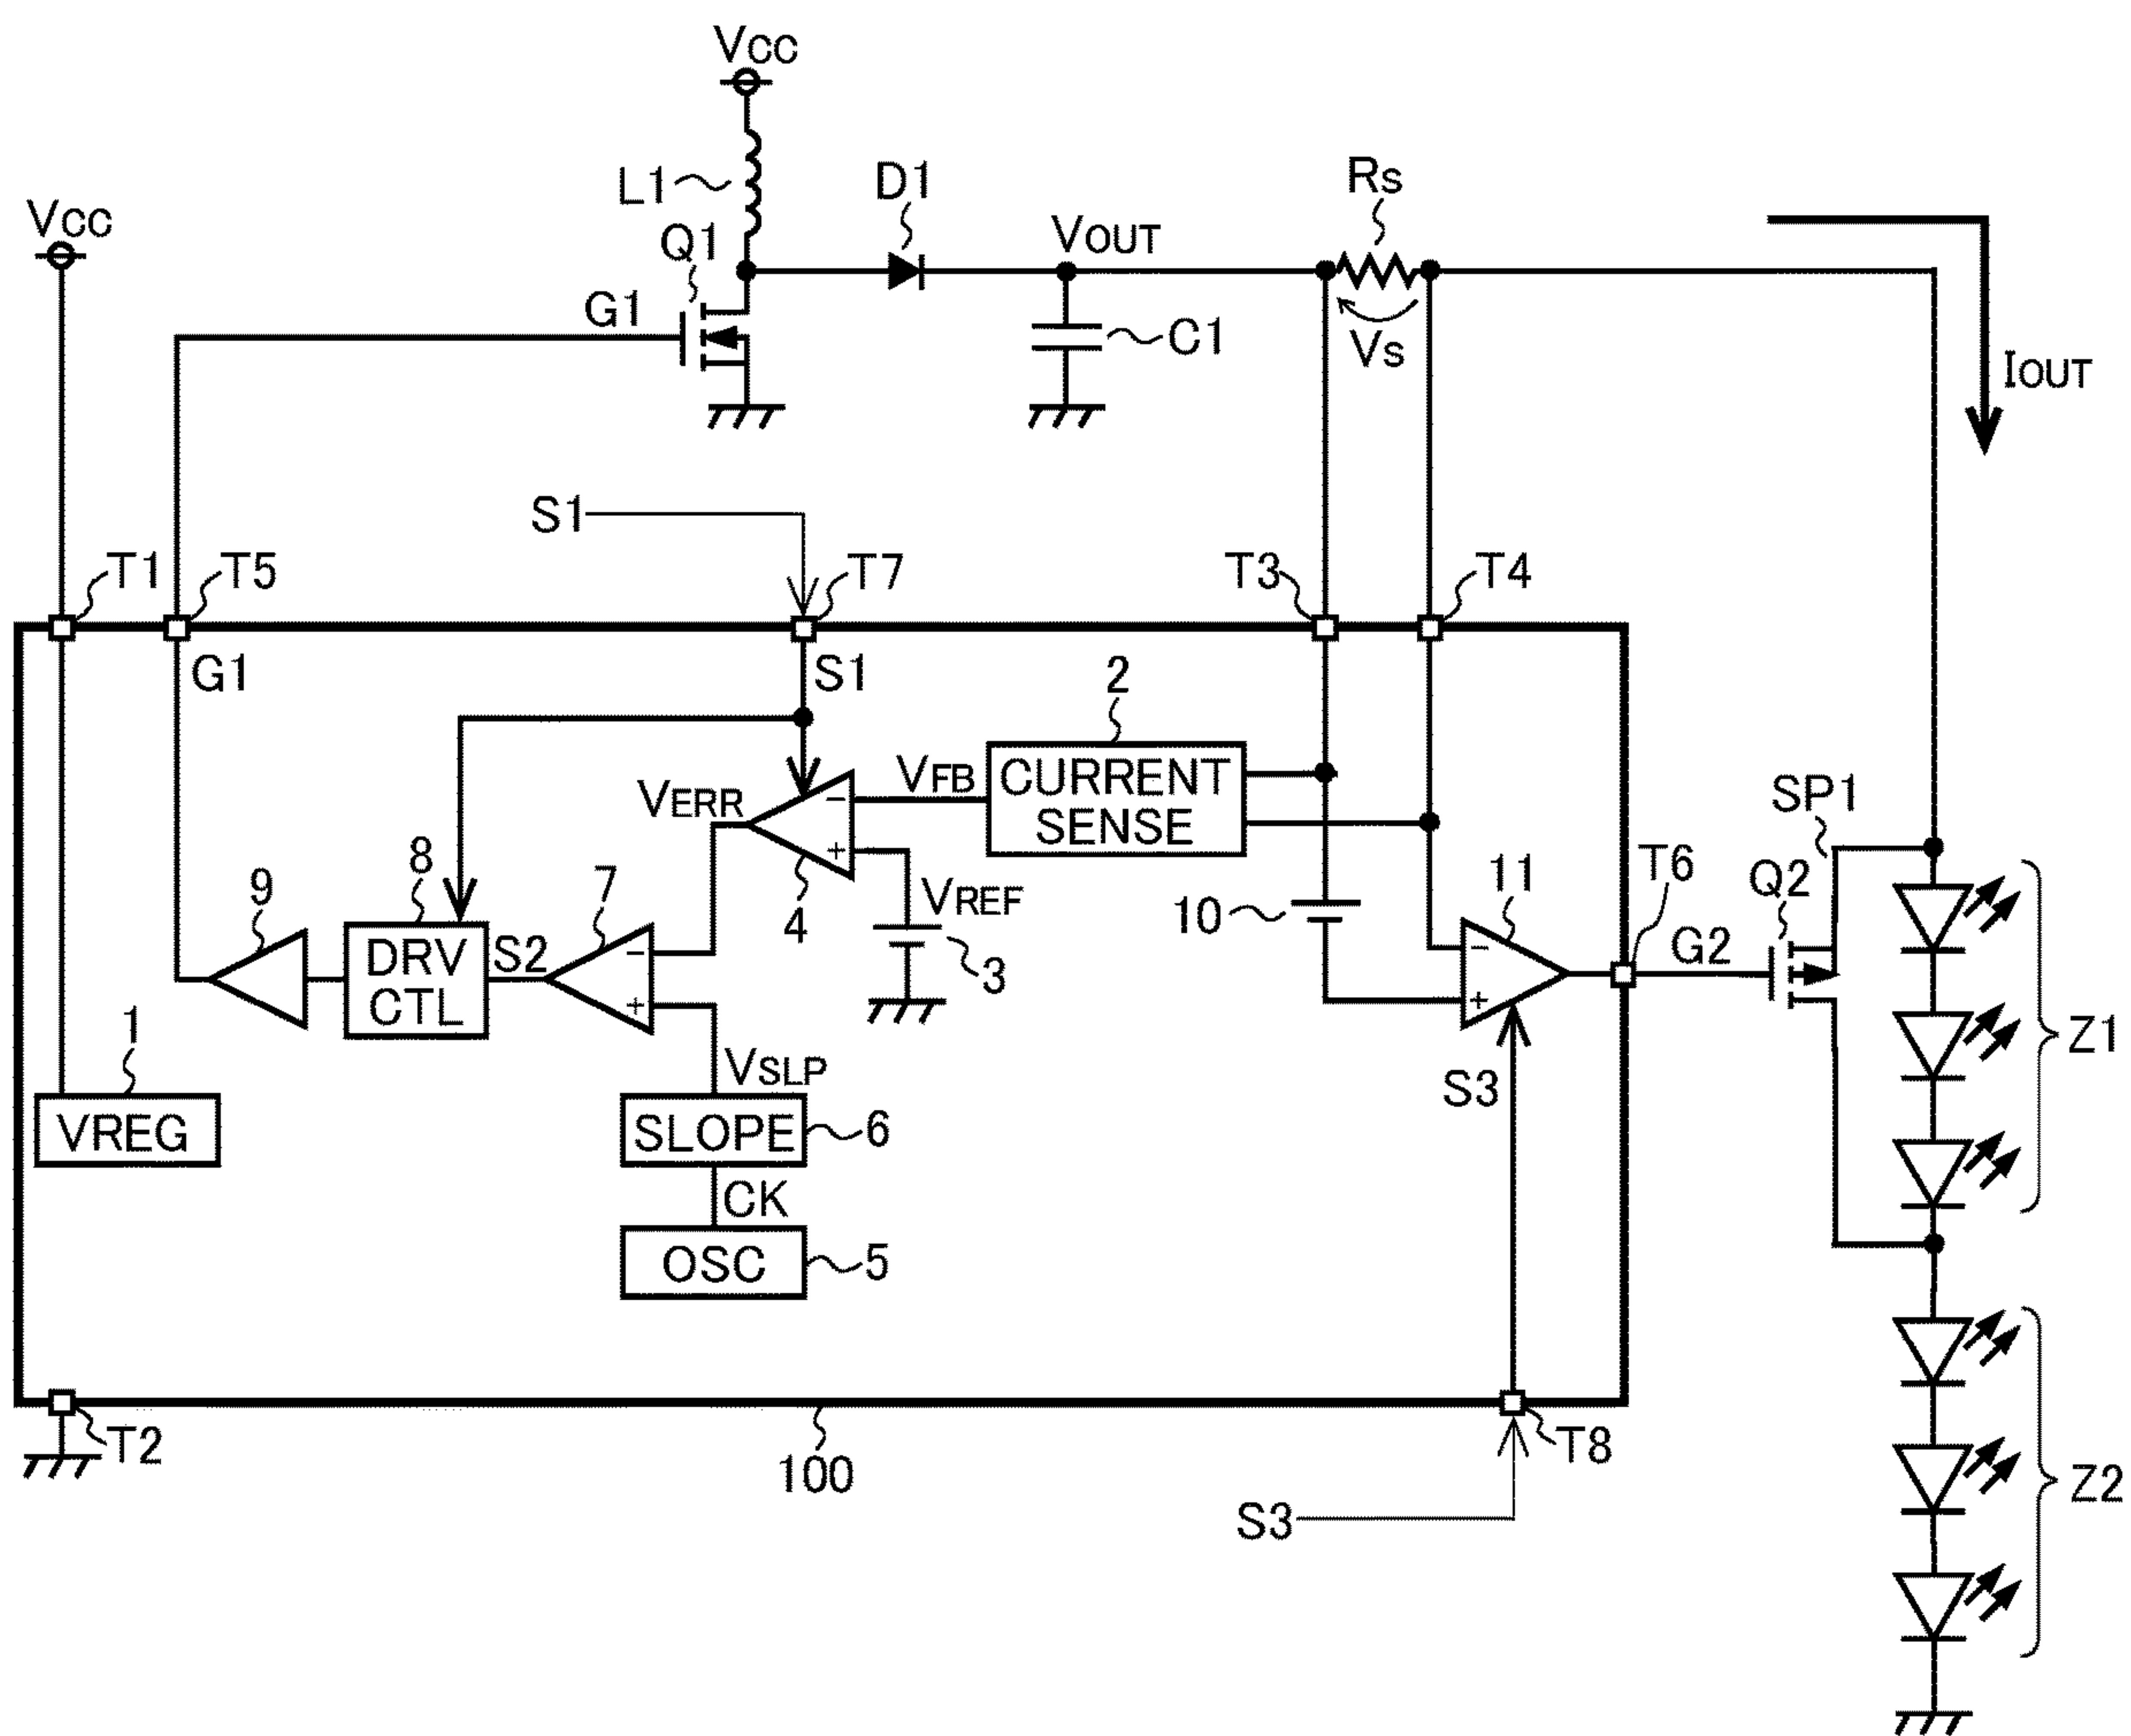 VCC
VCC
L1
D1
Rs
Q1
VOUT
G1
C1
Vs
IOUT
S1
T1
T5
T7
T3
T4
G1
S1
2
VFB
CURRENT
SENSE
VERR
SP1
8
7
4
VREF
10
11
T6
Q2
9
DRV
CTL
S2
3
G2
-
+
-
+
-
+
1
VREG
VSLP
SLOPE
6
S3
Z1
CK
OSC
5
T2
100
T8
S3
Z2